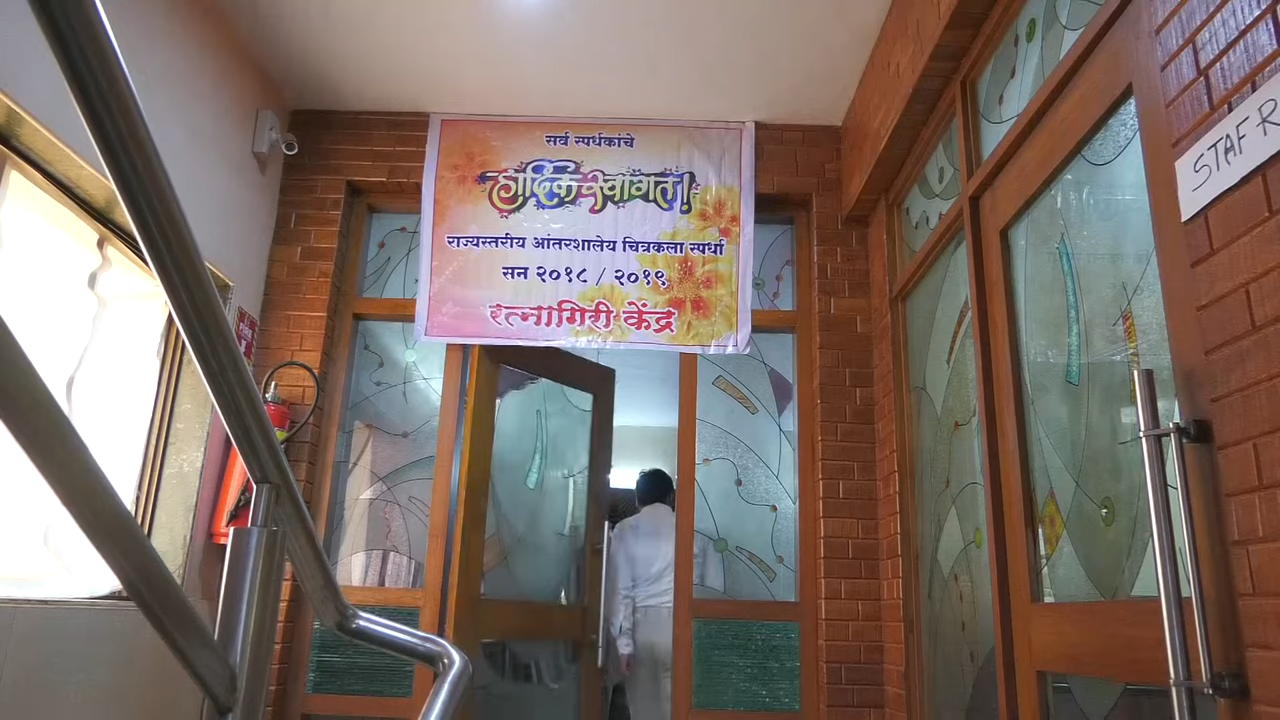 सर्व स्पर्धकांचे
हार्दिक स्वागत!
राज्यस्तरीय आंतरशालेय चित्रकला स्पर्धा
सन २०१८ / २०१९
रत्नागिरी केंद्र
STAF R